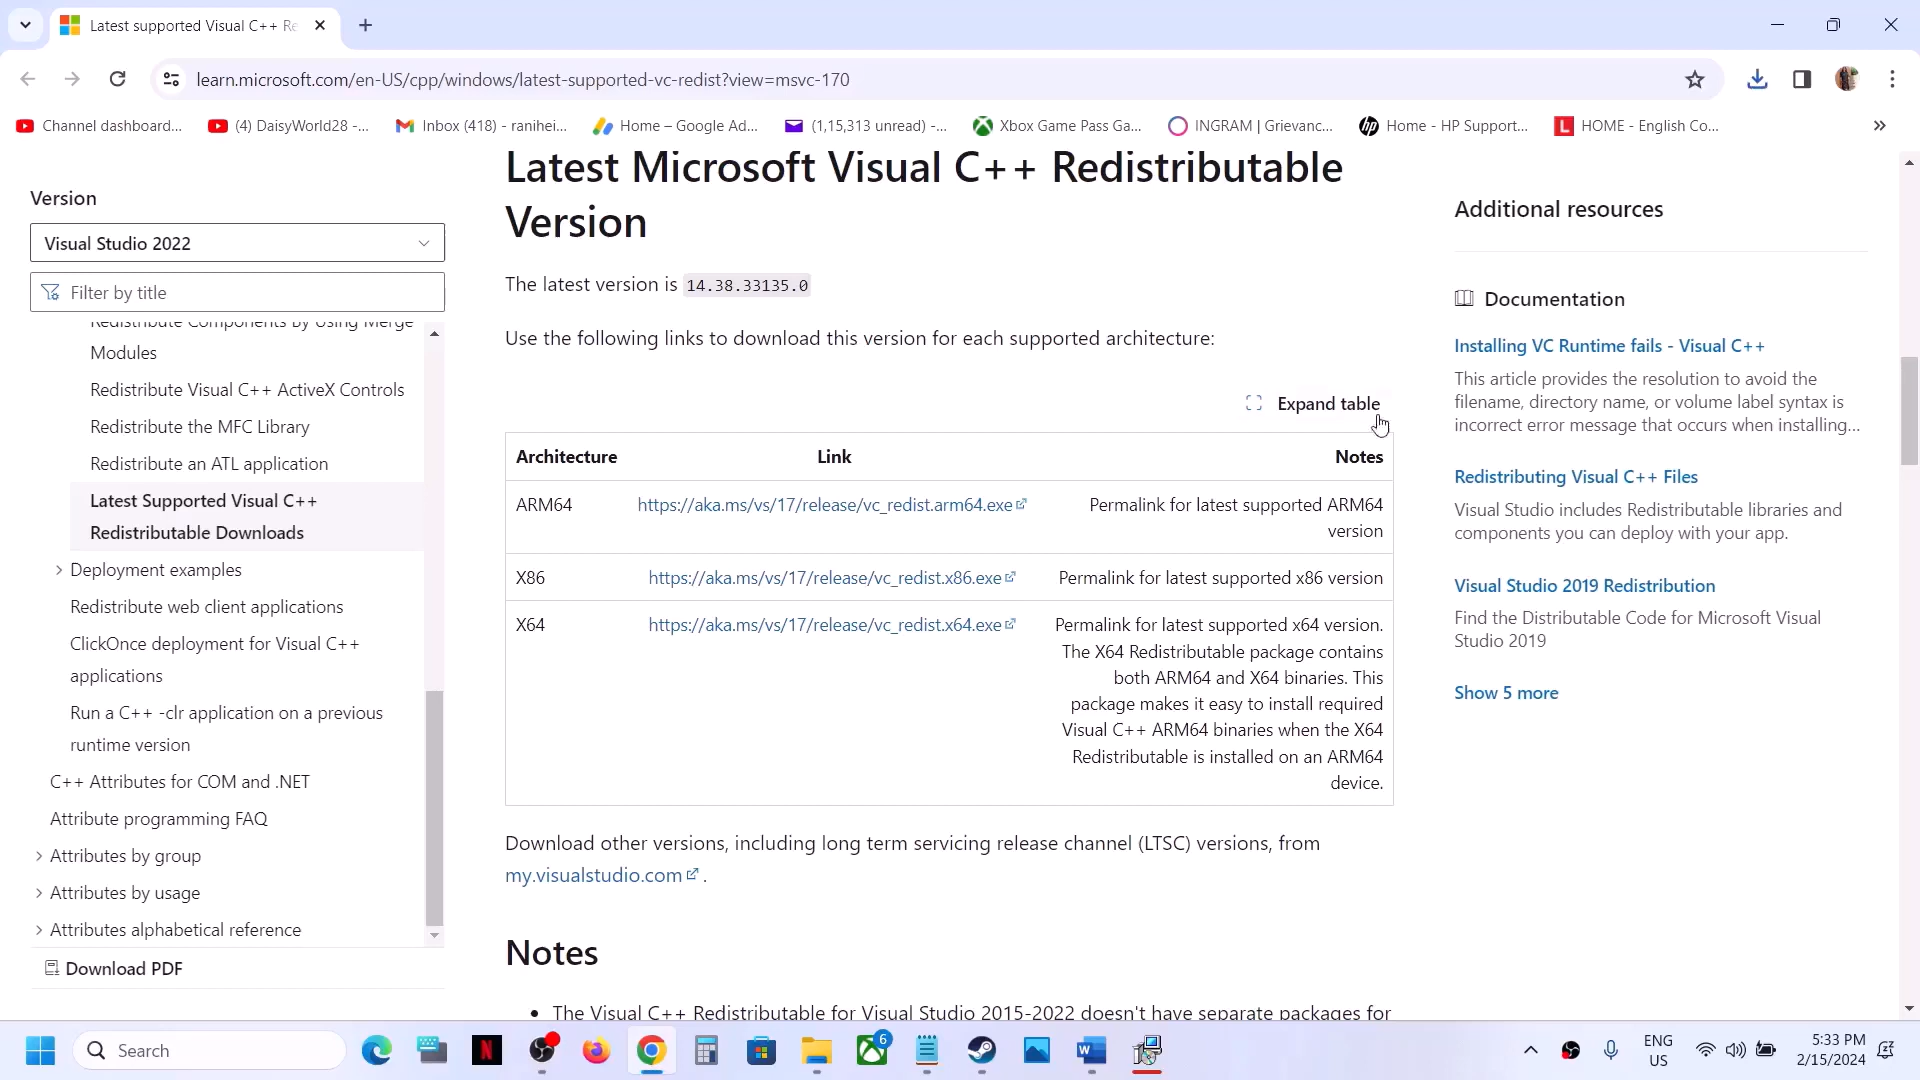 Latest supported Visual C++ Re
learn.microsoft.com/en-US/cpp/windows/latest-supported-vc-redist?view=msvc-170
Channel dashboard...
(4) DaisyWorld28 -...
Inbox (418) - ranihei...
Home – Google Ad...
(1,15,313 unread) -...
Xbox Game Pass Ga...
INGRAM | Grievanc...
Home - HP Support...
HOME - English Co...
»
Version
Visual Studio 2022
Filter by title
Redistribute Components By Using Merge
Modules
Redistribute Visual C++ ActiveX Controls
Redistribute the MFC Library
Redistribute an ATL application
Latest Supported Visual C++
Redistributable Downloads
Deployment examples
Redistribute web client applications
ClickOnce deployment for Visual C++
applications
Run a C++ -clr application on a previous
runtime version
C++ Attributes for COM and .NET
Attribute programming FAQ
Attributes by group
Attributes by usage
Attributes alphabetical reference
Download PDF
Latest Microsoft Visual C++ Redistributable
Version
The latest version is 14.38.33135.0
Use the following links to download this version for each supported architecture:
Expand table
Architecture Link Notes
ARM64 https://aka.ms/vs/17/release/vc_redist.arm64.exe Permalink for latest supported ARM64
version
X86 https://aka.ms/vs/17/release/vc_redist.x86.exe Permalink for latest supported x86 version
X64 https://aka.ms/vs/17/release/vc_redist.x64.exe Permalink for latest supported x64 version.
The X64 Redistributable package contains
both ARM64 and X64 binaries. This
package makes it easy to install required
Visual C++ ARM64 binaries when the X64
Redistributable is installed on an ARM64
device.
Download other versions, including long term servicing release channel (LTSC) versions, from
my.visualstudio.com .
Notes
• The Visual C++ Redistributable for Visual Studio 2015-2022 doesn't have separate packages for
Additional resources
Documentation
Installing VC Runtime fails - Visual C++
This article provides the resolution to avoid the
filename, directory name, or volume label syntax is
incorrect error message that occurs when installing...
Redistributing Visual C++ Files
Visual Studio includes Redistributable libraries and
components you can deploy with your app.
Visual Studio 2019 Redistribution
Find the Distributable Code for Microsoft Visual
Studio 2019
Show 5 more
Search
6
ENG
US
5:33 PM
2/15/2024